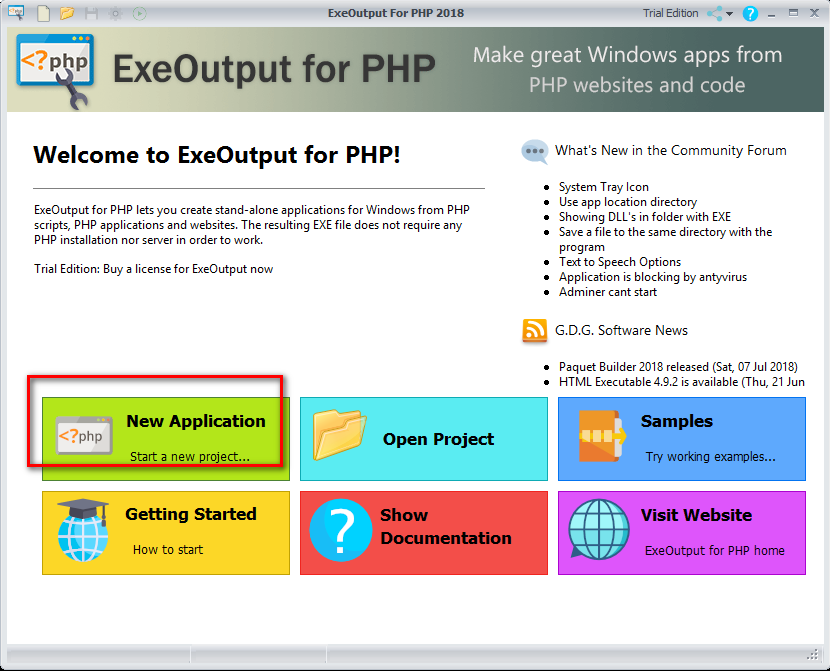 ExeOutput For PHP 2018
Trial Edition
?
<?php
ExeOutput for PHP
Make great Windows apps from
PHP websites and code
Welcome to ExeOutput for PHP!
ExeOutput for PHP lets you create stand-alone applications for Windows from PHP
scripts, PHP applications and websites. The resulting EXE file does not require any
PHP installation nor server in order to work.
Trial Edition: Buy a license for ExeOutput now
What's New in the Community Forum
System Tray Icon
Use app location directory
Showing DLL's in folder with EXE
Save a file to the same directory with the
program
Text to Speech Options
Application is blocking by antyvirus
Adminer cant start
G.D.G. Software News
Paquet Builder 2018 released (Sat, 07 Jul 2018)
HTML Executable 4.9.2 is available (Thu, 21 Jun
<?php
New Application
Start a new project...
Open Project
Samples
Try working examples...
Getting Started
How to start
?
Show
Documentation
Visit Website
ExeOutput for PHP home